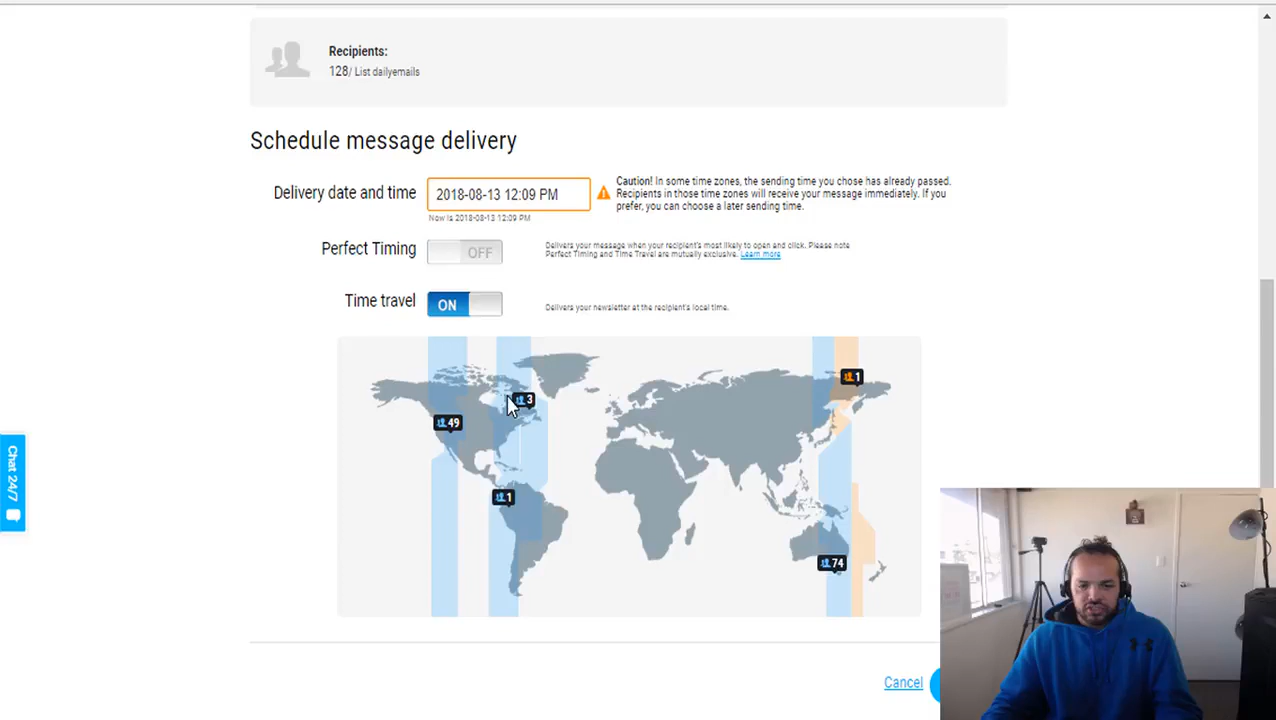 Recipients:
128/ List dailyemails
Schedule message delivery
Delivery date and time
2018-08-13 12:09 PM
Now is 2018-08-13 12:09 PM
Caution! In some time zones, the sending time you chose has already passed.
Recipients in those time zones will receive your message immediately. If you
prefer, you can choose a later sending time.
Perfect Timing
OFF
Delivers your message when your recipient's most likely to open and click. Please note
Perfect Timing and Time Travel are mutually exclusive. Learn more
Time travel
ON
Delivers your newsletter at the recipient's local time.
1
3
49
1
74
Chat 24/7
Cancel